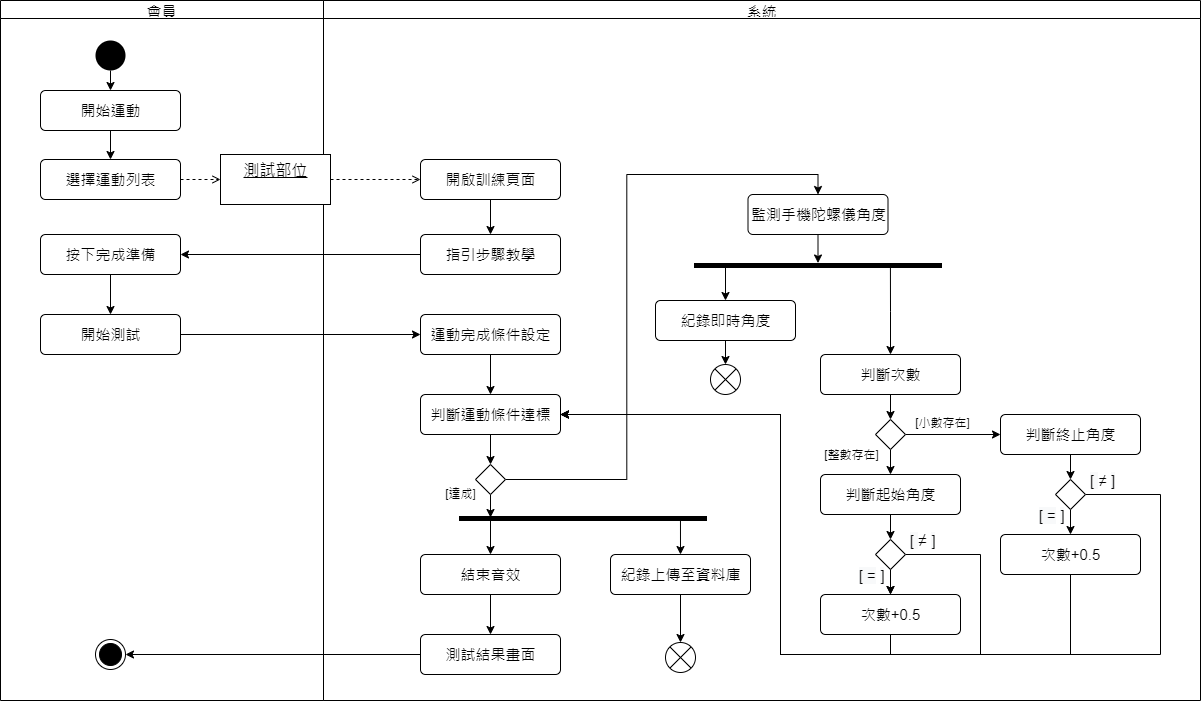 會員
系統
開始運動
選擇運動列表
測試部位
開啟訓練頁面
監測手機陀螺儀角度
按下完成準備
指引步驟教學
紀錄即時角度
開始測試
運動完成條件設定
判斷次數
判斷運動條件達標
[小數存在]
判斷終止角度
[整數存在]
[達成]
判斷起始角度
[ ≠ ]
[ = ]
[ ≠ ]
次數+0.5
結束音效
紀錄上傳至資料庫
[ = ]
次數+0.5
測試結果畫面